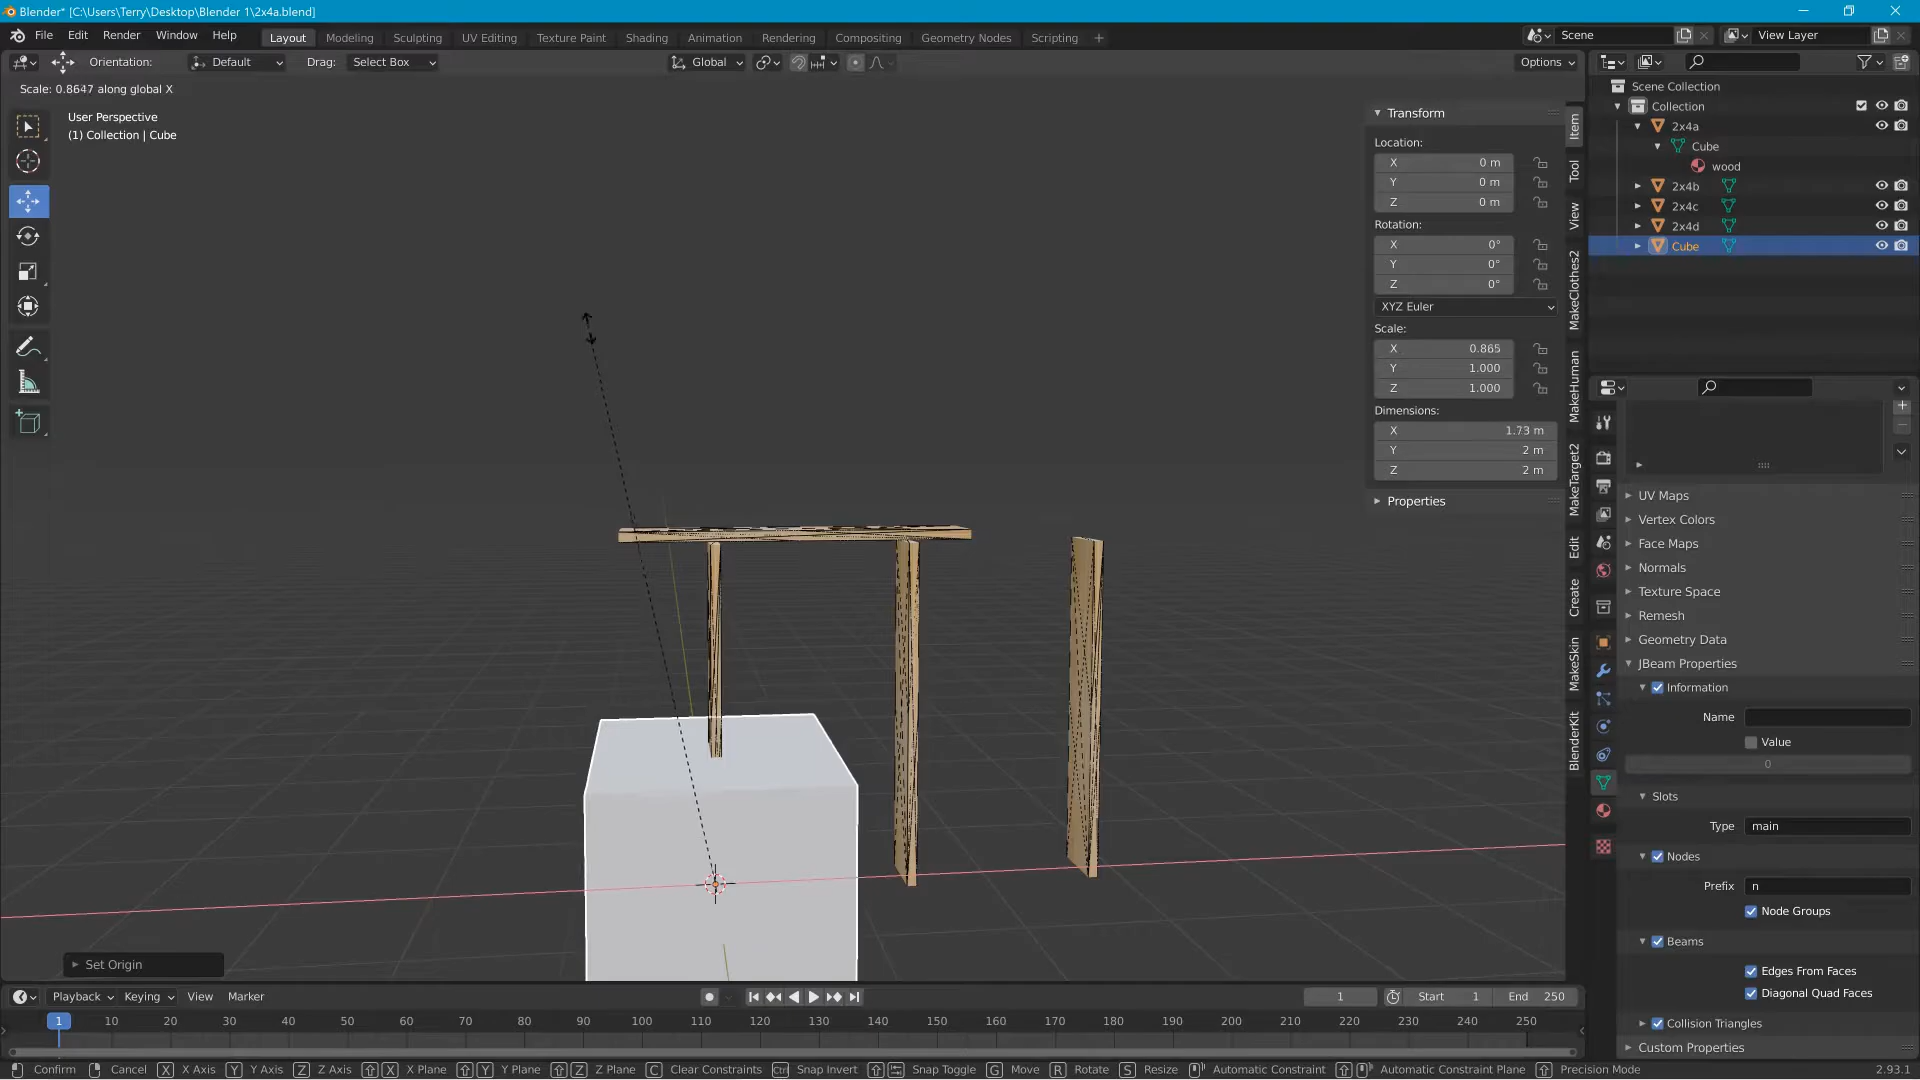 Blender* [C:\Users\Terry\Desktop\Blender 1\2x4a.blend]
File Edit Render Window Help
Layout Modeling Sculpting UV Editing Texture Paint Shading Animation Rendering Compositing Geometry Nodes Scripting
Scene
View Layer
Orientation: Default Drag: Select Box
Global
Options
Scale: 0.8647 along global X
User Perspective
(1) Collection | Cube
Transform
Location:
X 0 m
Y 0 m
Z 0 m
Rotation:
X 0°
Y 0°
Z 0°
XYZ Euler
Scale:
X 0.865
Y 1.000
Z 1.000
Dimensions:
X 1.73 m
Y 2 m
Z 2 m
Properties
Item
Tool
View
MakeClothes2
MakeHuman
MakeTarget2
Edit
Create
MakeSkin
BlenderKit
Scene Collection
Collection
2x4a
Cube
wood
2x4b
2x4c
2x4d
Cube
UV Maps
Vertex Colors
Face Maps
Normals
Texture Space
Remesh
Geometry Data
JBeam Properties
Information
Name
Value
0
Slots
Type main
Nodes
Prefix n
Node Groups
Beams
Edges From Faces
Diagonal Quad Faces
Collision Triangles
Custom Properties
Set Origin
Playback Keying View Marker
1 Start 1 End 250
1 10 20 30 40 50 60 70 80 90 100 110 120 130 140 150 160 170 180 190 200 210 220 230 240 250
Confirm Cancel X X Axis Y Y Axis Z Z Axis X X Plane Y Y Plane Z Z Plane C Clear Constraints Ctrl Snap Invert Snap Toggle G Move R Rotate S Resize Automatic Constraint Automatic Constraint Plane Precision Mode 2.93.1